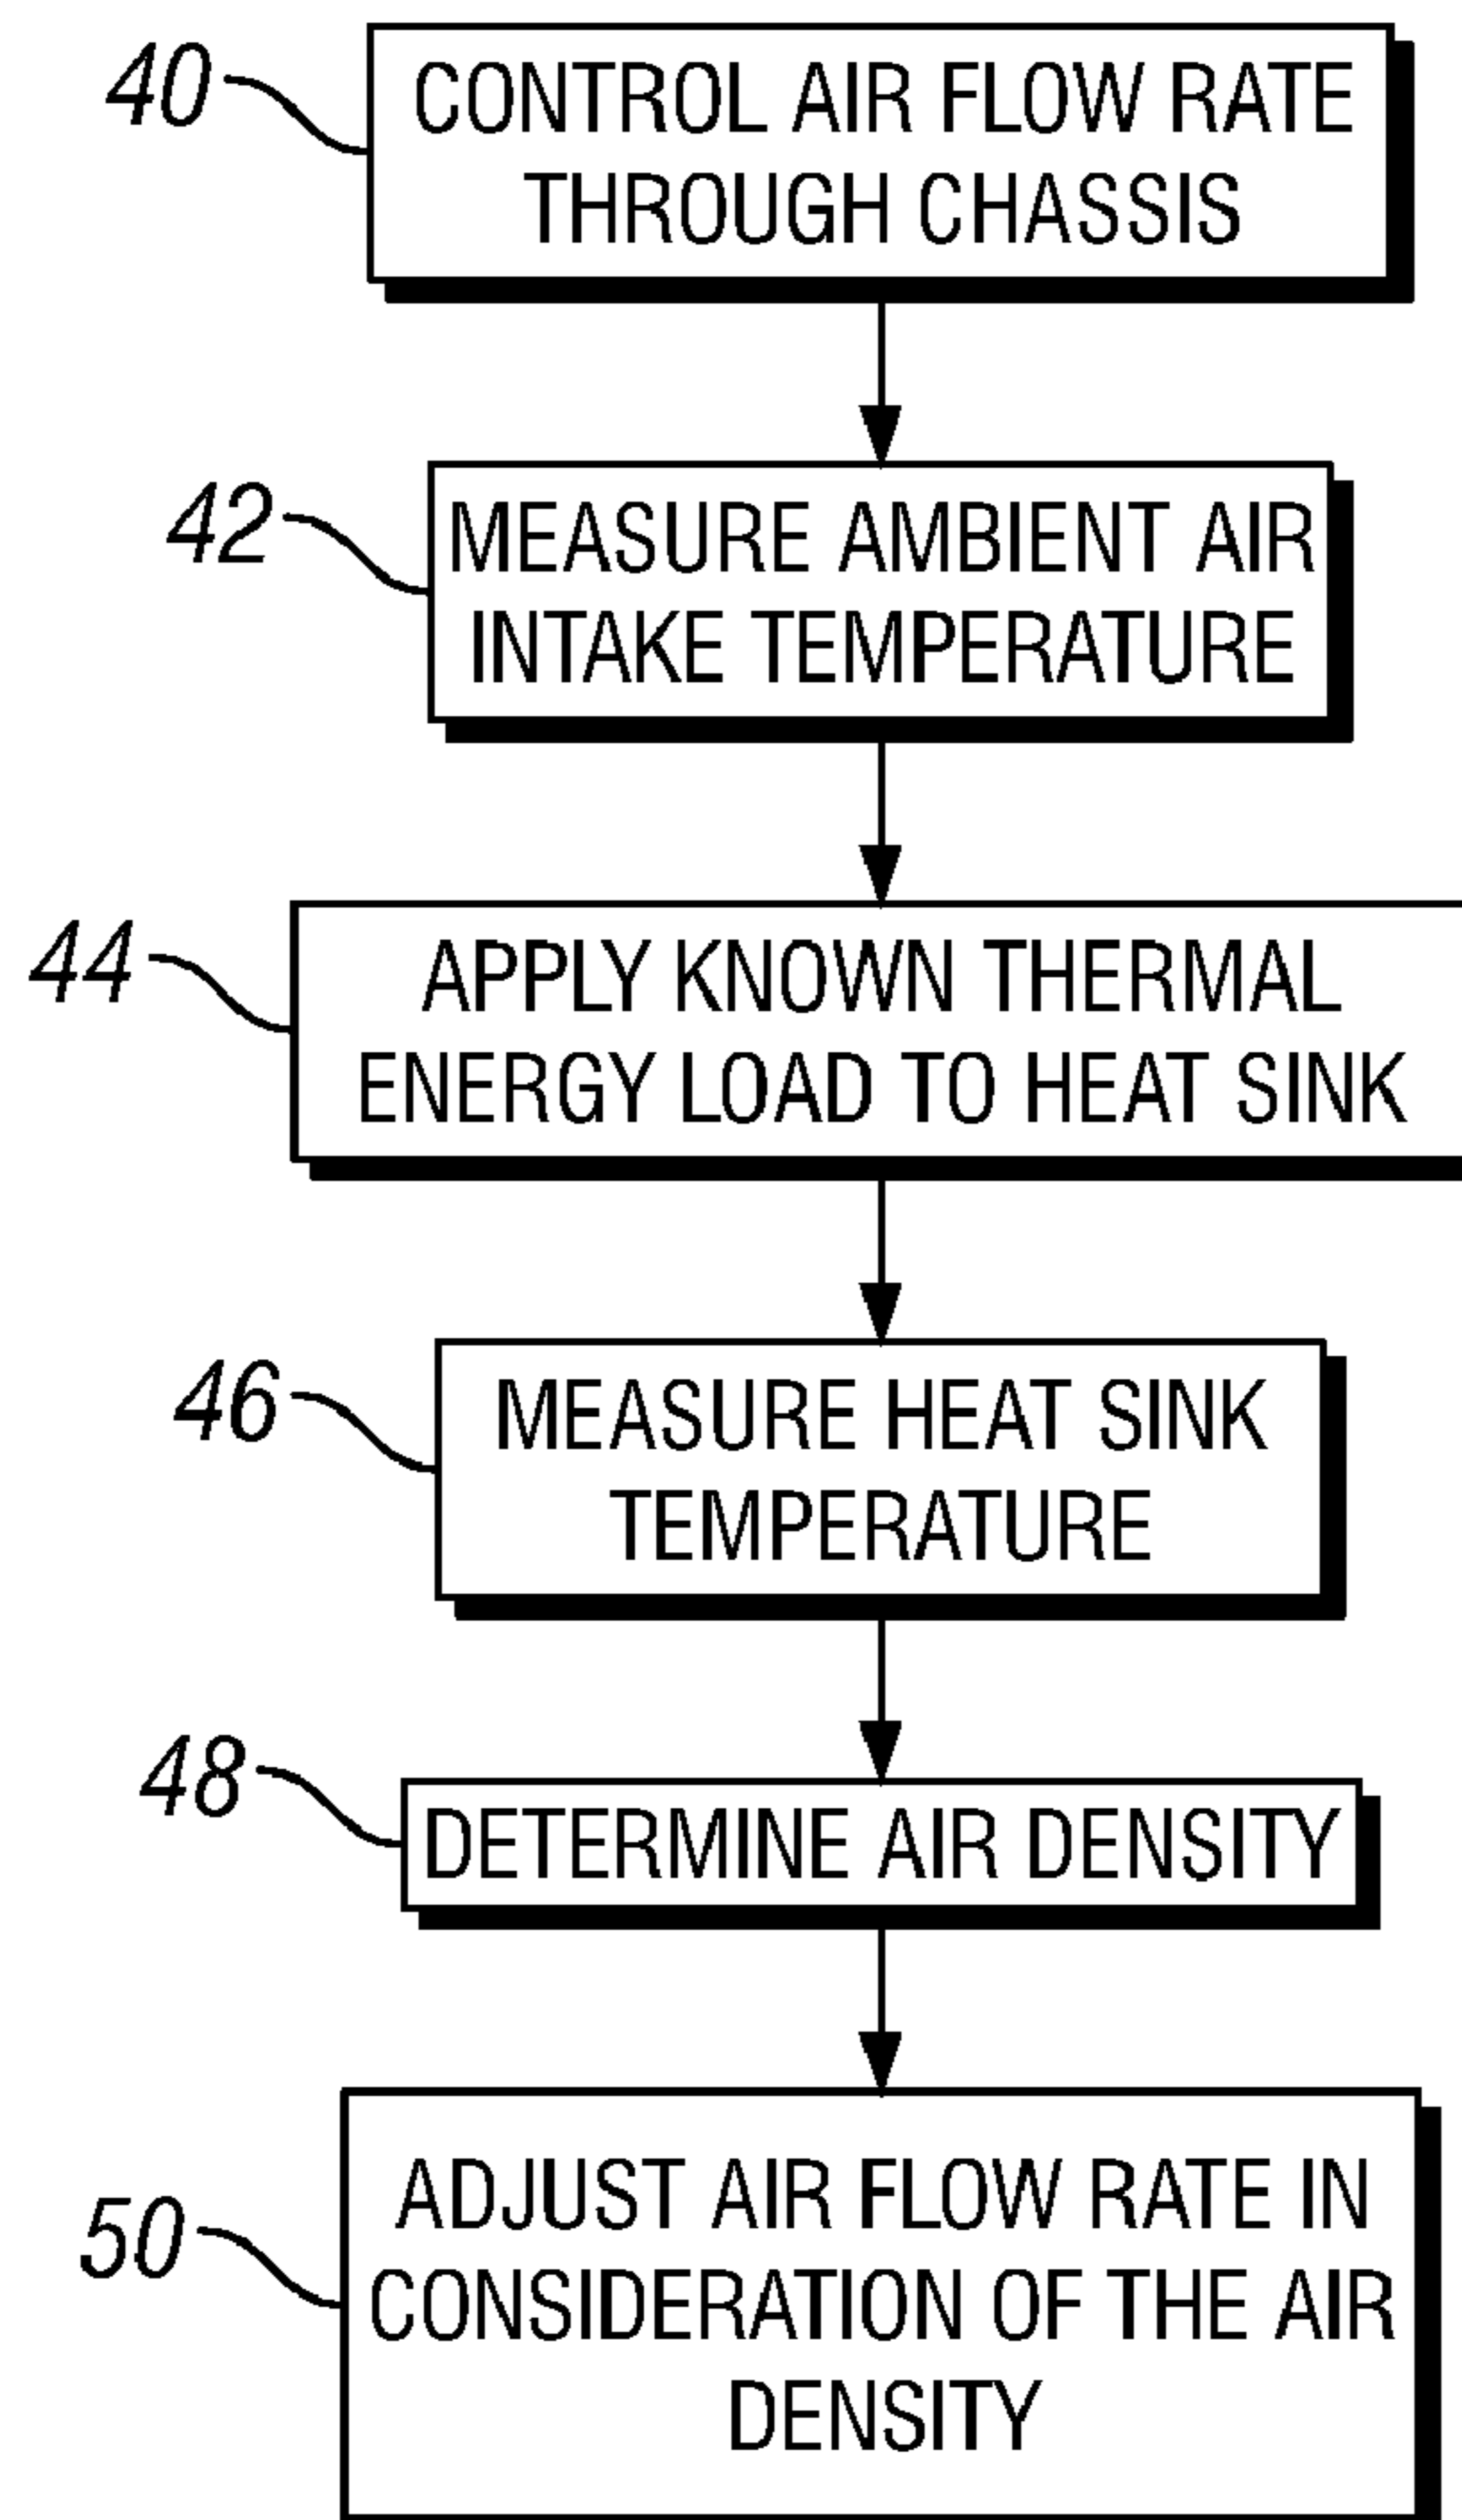 40
CONTROL AIR FLOW RATE
THROUGH CHASSIS
42
MEASURE AMBIENT AIR
INTAKE TEMPERATURE
44
APPLY KNOWN THERMAL
ENERGY LOAD TO HEAT SINK
46
MEASURE HEAT SINK
TEMPERATURE
48
DETERMINE AIR DENSITY
50
ADJUST AIR FLOW RATE IN
CONSIDERATION OF THE AIR
DENSITY